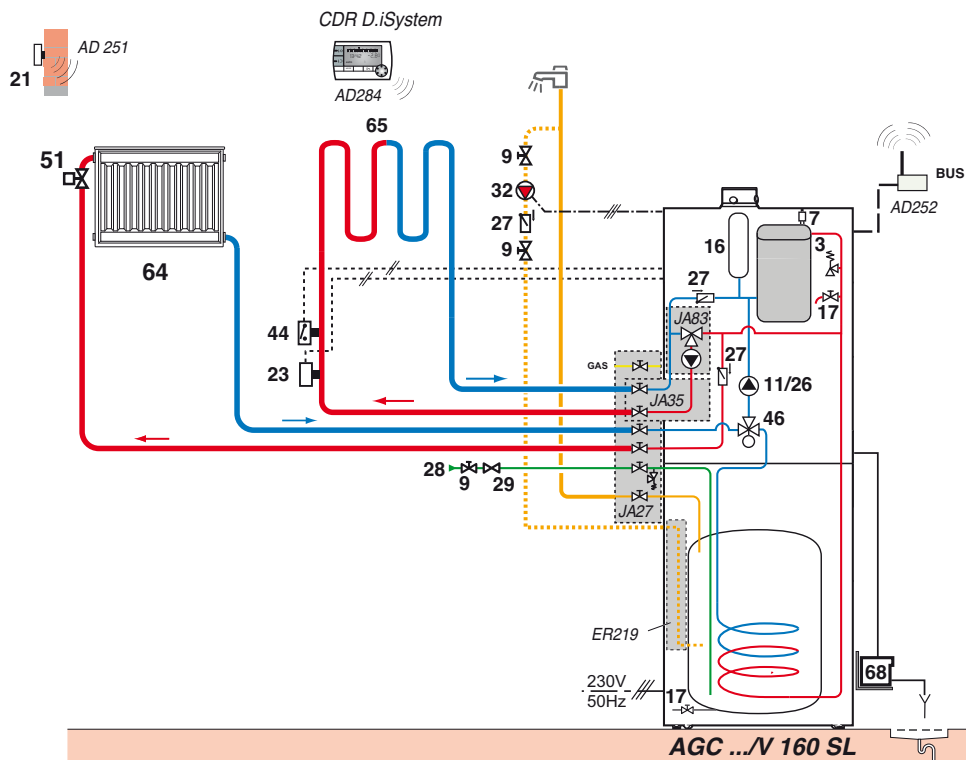 CDR D.iSystem
AD 251
21
AD284
65
51
9
BUS
32
7
AD252
27
16
3
9
64
27
17
44
JA83
27
GAS
23
11/26
JA35
46
28
9
29
JA27
ER219
230V
50Hz
17
68
AGC .../V 160 SL